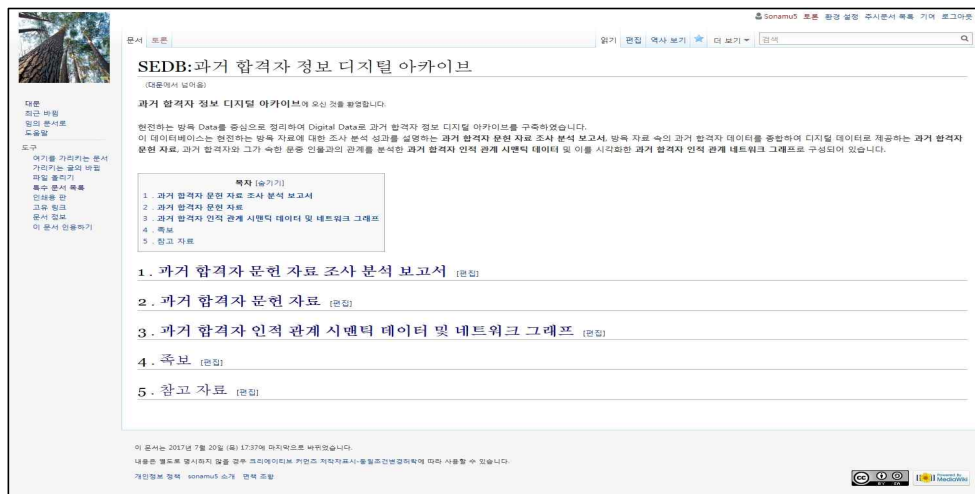 Sonamu5 토론 환경 설정 주시문서 목록 기여 로그아웃
문서 토론
읽기 편집 역사 보기 더 보기 검색
SEDB:과거 합격자 정보 디지털 아카이브
(대문에서 넘어옴)
과거 합격자 정보 디지털 아카이브에 오신 것을 환영합니다.
현전하는 방목 Data를 중심으로 정리하여 Digital Data로 과거 합격자 정보 디지털 아카이브를 구축하였습니다.
이 데이터베이스는 현전하는 방목 자료에 대한 조사 분석 성과를 설명하는 과거 합격자 문헌 자료 조사 분석 보고서, 방목 자료 속의 과거 합격자 데이터를 종합하여 디지털 데이터로 제공하는 과거 합격자
문헌 자료, 과거 합격자와 그가 속한 문중 인물과의 관계를 분석한 과거 합격자 인적 관계 시맨틱 데이터 및 이를 시각화한 과거 합격자 인적 관계 네트워크 그래프로 구성되어 있습니다.
대문
최근 바뀜
임의 문서로
도움말
도구
여기를 가리키는 문서
가리키는 글의 바뀜
파일 올리기
특수 문서 목록
인쇄용 판
고유 링크
문서 정보
이 문서 인용하기
목차 [숨기기]
1 . 과거 합격자 문헌 자료 조사 분석 보고서
2 . 과거 합격자 문헌 자료
3 . 과거 합격자 인적 관계 시맨틱 데이터 및 네트워크 그래프
4 . 족보
5 . 참고 자료
1 . 과거 합격자 문헌 자료 조사 분석 보고서 [편집]
2 . 과거 합격자 문헌 자료 [편집]
3 . 과거 합격자 인적 관계 시맨틱 데이터 및 네트워크 그래프 [편집]
4 . 족보 [편집]
5 . 참고 자료 [편집]
이 문서는 2017년 7월 20일 (목) 17:37에 마지막으로 바뀌었습니다.
내용은 별도로 명시하지 않을 경우 크리에이티브 커먼즈 저작자표시-동일조건변경허락에 따라 사용할 수 있습니다.
개인정보 정책 sonamu5 소개 면책 조항
cc BY SA
Powered By MediaWiki